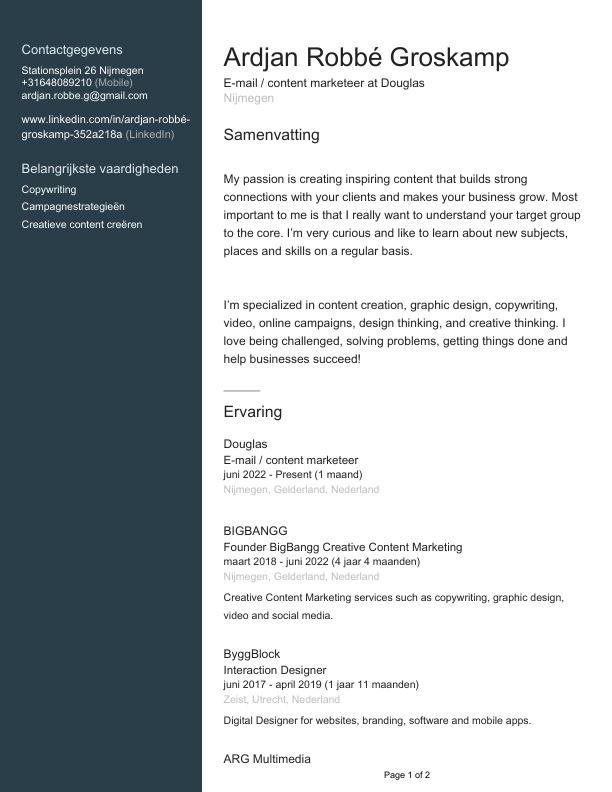 Contactgegevens
Stationsplein 26 Nijmegen
+31648089210 (Mobile)
ardjan.robbe.g@gmail.com
www.linkedin.com/in/ardjan-robbé-
groskamp-352a218a (LinkedIn)
Belangrijkste vaardigheden
Copywriting
Campagnestrategieën
Creatieve content creëren
Ardjan Robbé Groskamp
E-mail / content marketeer at Douglas
Nijmegen
Samenvatting
My passion is creating inspiring content that builds strong
connections with your clients and makes your business grow. Most
important to me is that I really want to understand your target group
to the core. I’m very curious and like to learn about new subjects,
places and skills on a regular basis.
I’m specialized in content creation, graphic design, copywriting,
video, online campaigns, design thinking, and creative thinking. I
love being challenged, solving problems, getting things done and
help businesses succeed!
Ervaring
Douglas
E-mail / content marketeer
juni 2022 - Present (1 maand)
Nijmegen, Gelderland, Nederland
BIGBANGG
Founder BigBangg Creative Content Marketing
maart 2018 - juni 2022 (4 jaar 4 maanden)
Nijmegen, Gelderland, Nederland
Creative Content Marketing services such as copywriting, graphic design,
video and social media.
ByggBlock
Interaction Designer
juni 2017 - april 2019 (1 jaar 11 maanden)
Zeist, Utrecht, Nederland
Digital Designer for websites, branding, software and mobile apps.
ARG Multimedia
Page 1 of 2